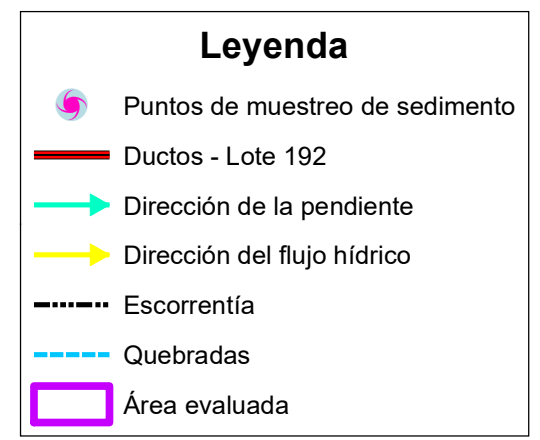 Leyenda
Puntos de muestreo de sedimento
Ductos - Lote 192
Dirección de la pendiente
Dirección del flujo hídrico
Escorrentía
Quebradas
Área evaluada